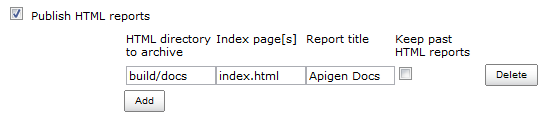 Publish HTML reports
HTML directory to archive
Index page[s]
Report title
Keep past HTML reports
build/docs
index.html
Apigen Docs
Delete
Add